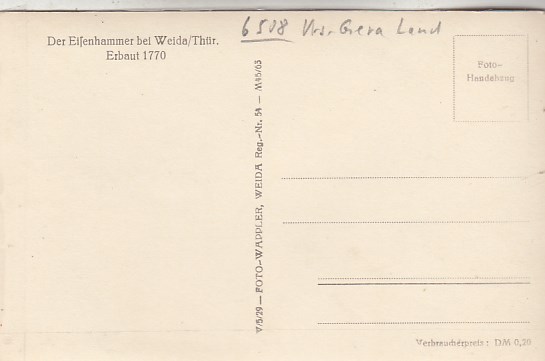 Der Eiſenhammer bei Weida/Thür.
Erbaut 1770
6508 Krs. Gera Land
Foto-
Handabzug
V/5/29 — FOTO-WAPPLER, WEIDA Reg.-Nr. 54 — M45/63
Verbraucherpreis: DM 0,20